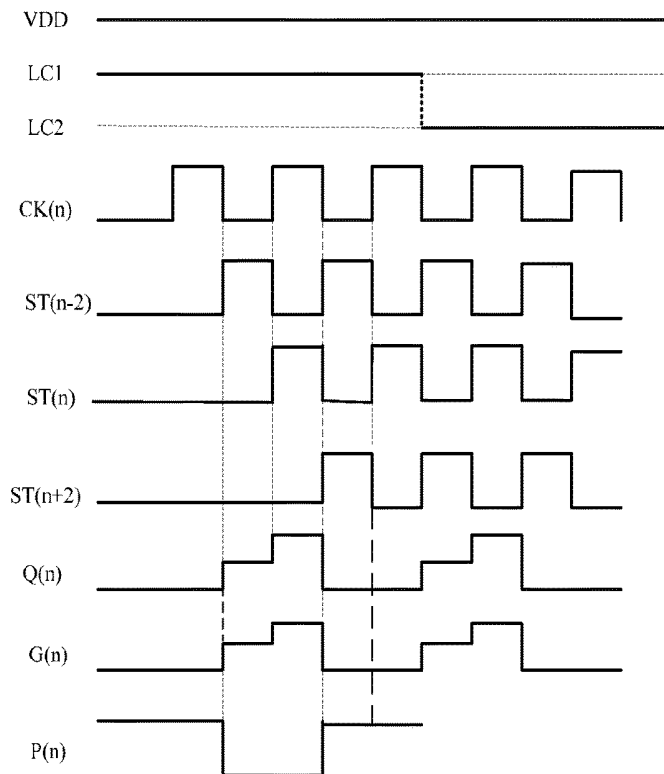 VDD
LC1
LC2
CK(n)
ST(n-2)
ST(n)
ST(n+2)
Q(n)
G(n)
P(n)